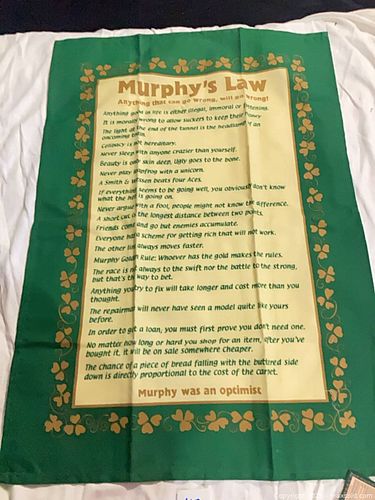 Murphy's Law
Anything that can go wrong, will go wrong!
Anything good in life is either illegal, immoral or fattening.
It is morally wrong to allow suckers to keep their money
The light at the end of the tunnel is the headlight of an
oncoming train.
Celibacy is not hereditary.
Never sleep with anyone crazier than yourself.
Beauty is only skin deep, Ugly goes to the bone.
Never play leapfrog with a unicorn.
A Smith & Wesson beats four Aces.
If everything seems to being going well, you obviously don't know
what the hell is going on.
Never argue with a fool, people might not know the difference.
A short cut is the longest distance between two points.
Friends come and go but enemies accumulate.
Everyone has a scheme for getting rich that will not work.
The other line always moves faster.
Murphy Golden Rule: Whoever has the gold makes the rules.
The race is not always to the swift nor the battle to the strong,
but that's the way to bet.
Anything you try to fix will take longer and cost more than you
thought.
The repairman will never have seen a model quite like yours
before.
In order to get a loan, you must first prove you don't need one.
No matter how long or hard you shop for an item, after you've
bought it, it will be on sale somewhere cheaper.
The Chance of a piece of bread falling with the buttered side
down is directly proportional to the cost of the carpet.
Murphy was an optimist